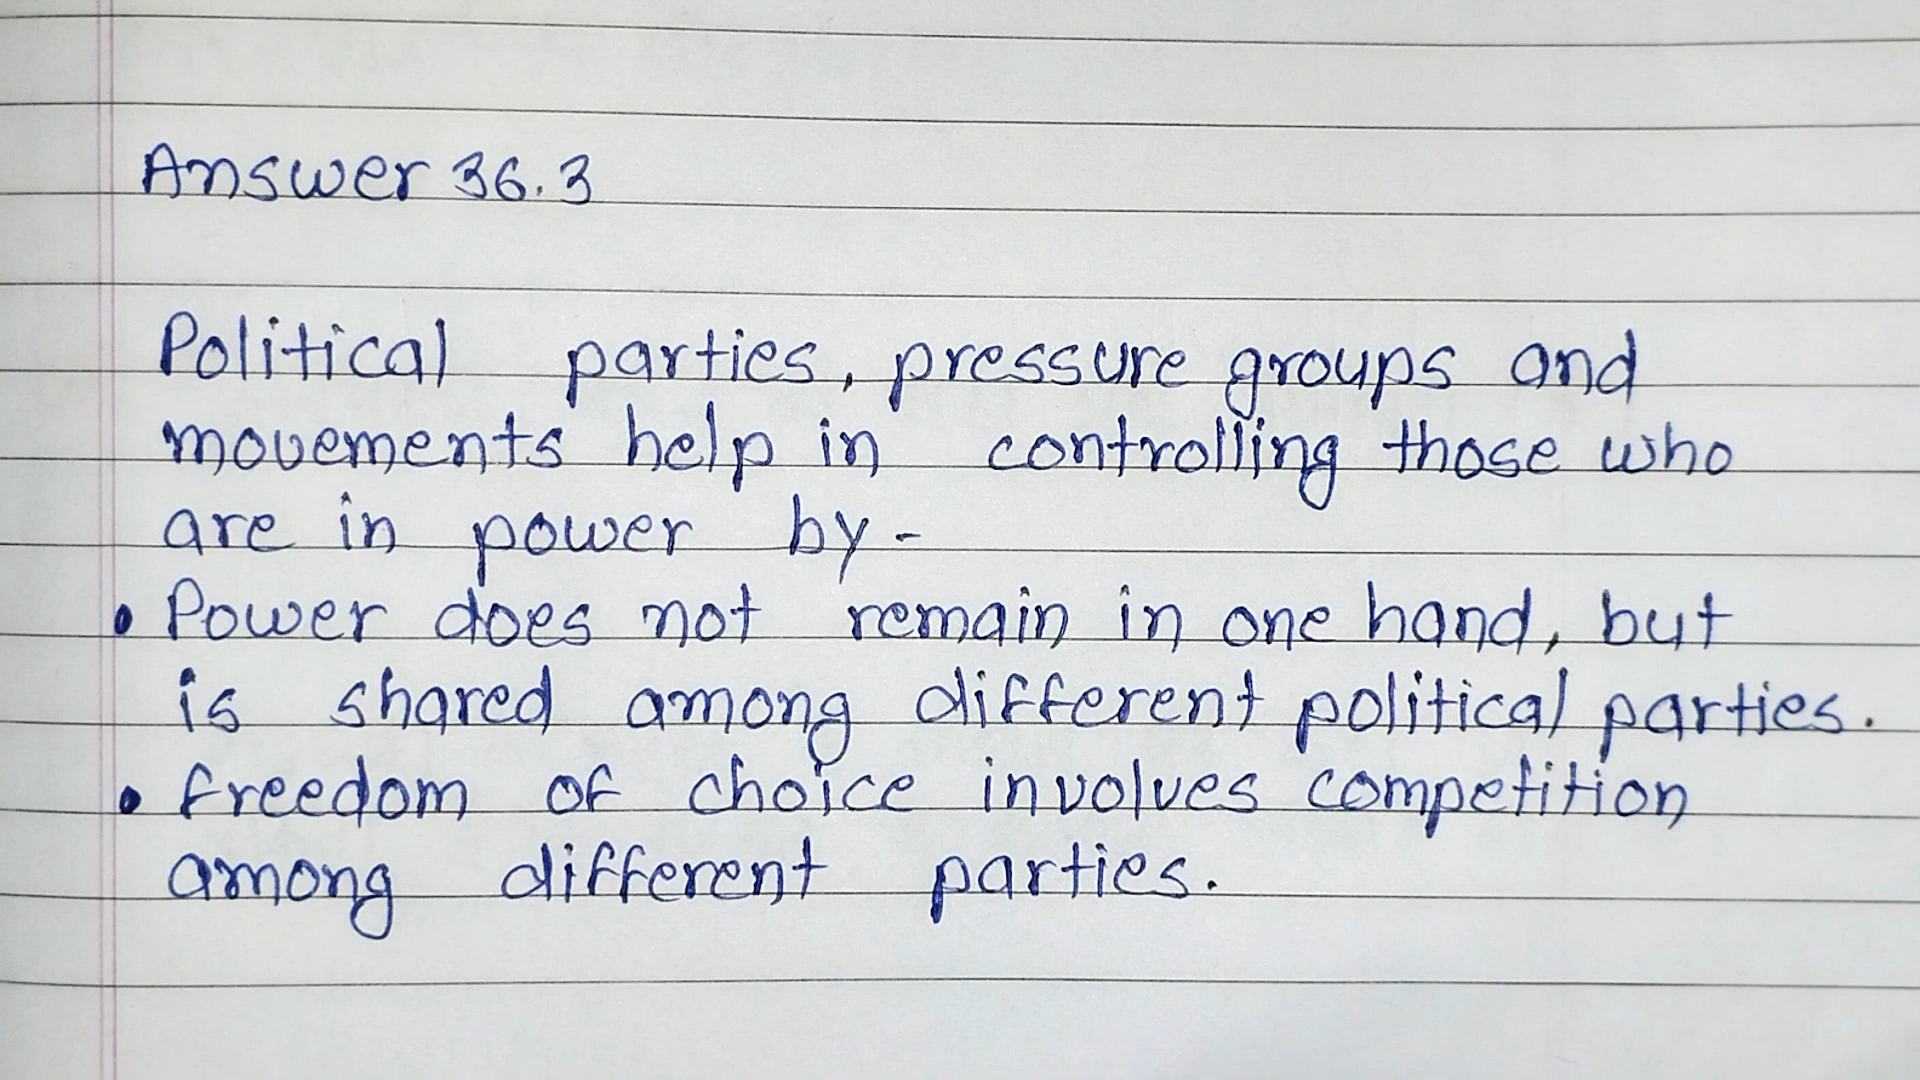 Answer 36.3
Political parties, pressure groups and
movements help in controlling those who
are in power by-
• Power does not remain in one hand, but
is shared among different political parties.
• freedom of choice involves competition
among different parties.